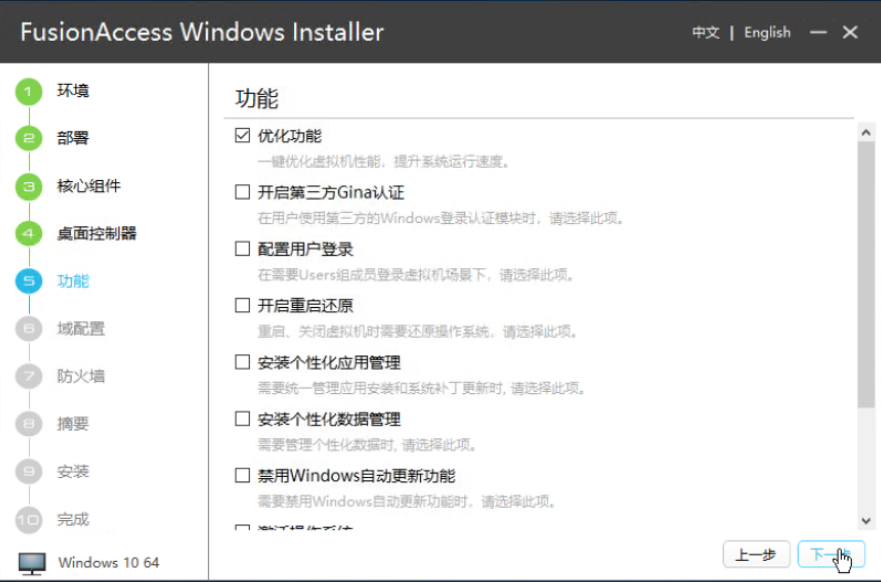 FusionAccess Windows Installer
中文 | English
1 环境
2 部署
3 核心组件
4 桌面控制器
5 功能
6 域配置
7 防火墙
8 摘要
9 安装
10 完成
Windows 10 64
功能
优化功能
一键优化虚拟机性能，提升系统运行速度。
开启第三方Gina认证
在用户使用第三方的Windows登录认证模块时，请选择此项。
配置用户登录
在需要Users组成员登录虚拟机场景下，请选择此项。
开启重启还原
重启、关闭虚拟机时需要还原操作系统，请选择此项。
安装个性化应用管理
需要统一管理应用安装和系统补丁更新时, 请选择此项。
安装个性化数据管理
需要管理个性化数据时, 请选择此项。
禁用Windows自动更新功能
需要禁用Windows自动更新功能时，请选择此项。
激活操作系统
上一步
下一步